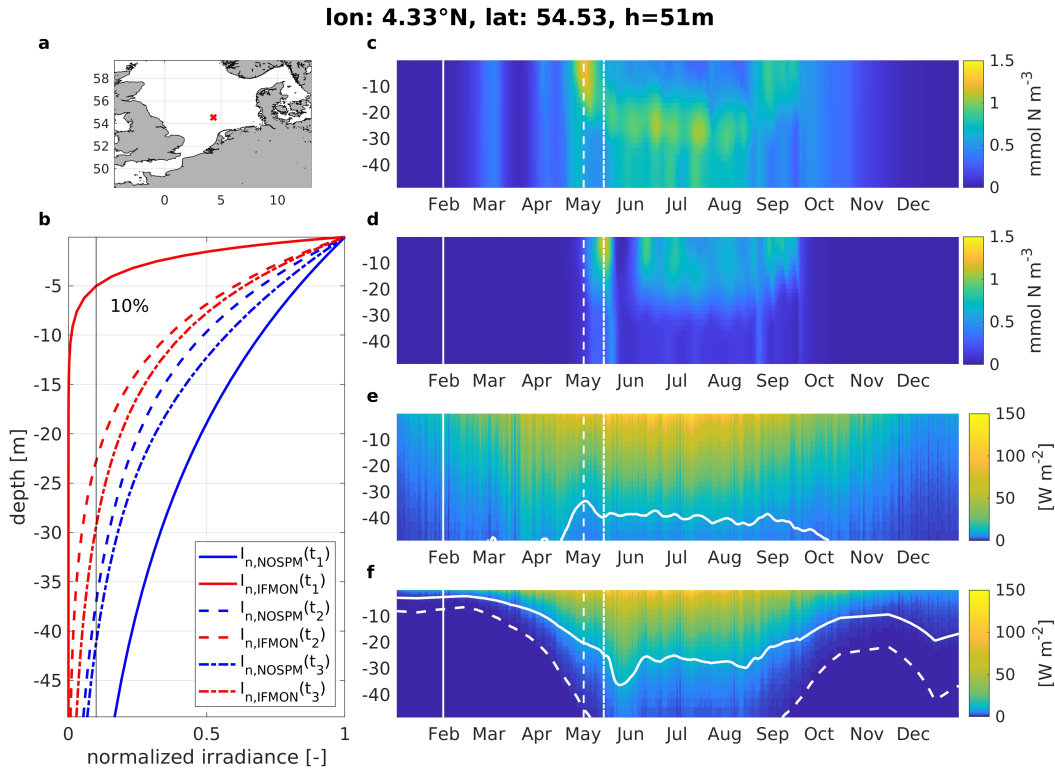 lon: 4.33°N, lat: 54.53, h=51m
a
58
56
54
52
50
0 5 10
b
-5
-10
-15
-20
-25
-30
-35
-40
-45
0 0.5 1
depth [m]
normalized irradiance [-]
10%
I_n,NOSPM(t_1)
I_n,IFMON(t_1)
I_n,NOSPM(t_2)
I_n,IFMON(t_2)
I_n,NOSPM(t_3)
I_n,IFMON(t_3)
c
-10
-20
-30
-40
Feb Mar Apr May Jun Jul Aug Sep Oct Nov Dec
1.5
1
0.5
0
mmol N m⁻³
d
-10
-20
-30
-40
Feb Mar Apr May Jun Jul Aug Sep Oct Nov Dec
1.5
1
0.5
0
mmol N m⁻³
e
-10
-20
-30
-40
Feb Mar Apr May Jun Jul Aug Sep Oct Nov Dec
150
100
50
0
[W m⁻²]
f
-10
-20
-30
-40
Feb Mar Apr May Jun Jul Aug Sep Oct Nov Dec
150
100
50
0
[W m⁻²]